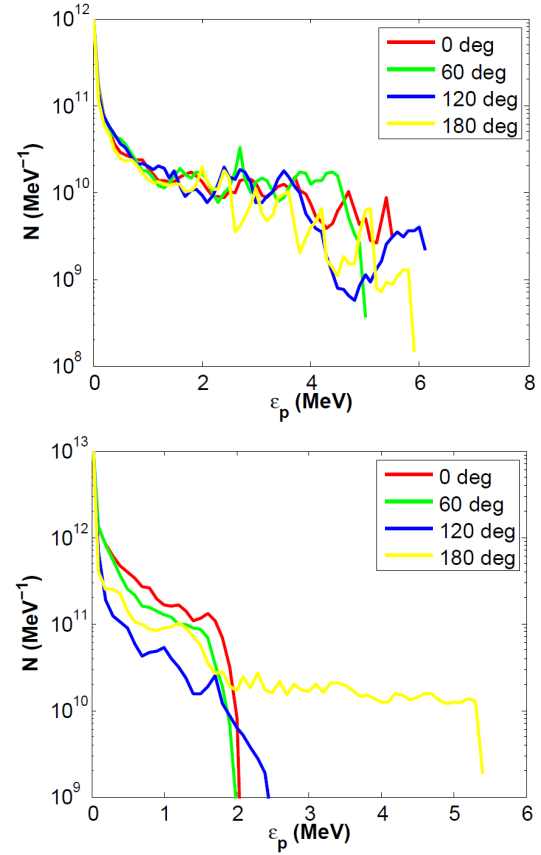 10^12
10^11
10^10
10^9
10^8
N (MeV^−1)
0 deg
60 deg
120 deg
180 deg
0 2 4 6 8
ε_p (MeV)
10^13
10^12
10^11
10^10
10^9
N (MeV^−1)
0 deg
60 deg
120 deg
180 deg
0 1 2 3 4 5 6
ε_p (MeV)